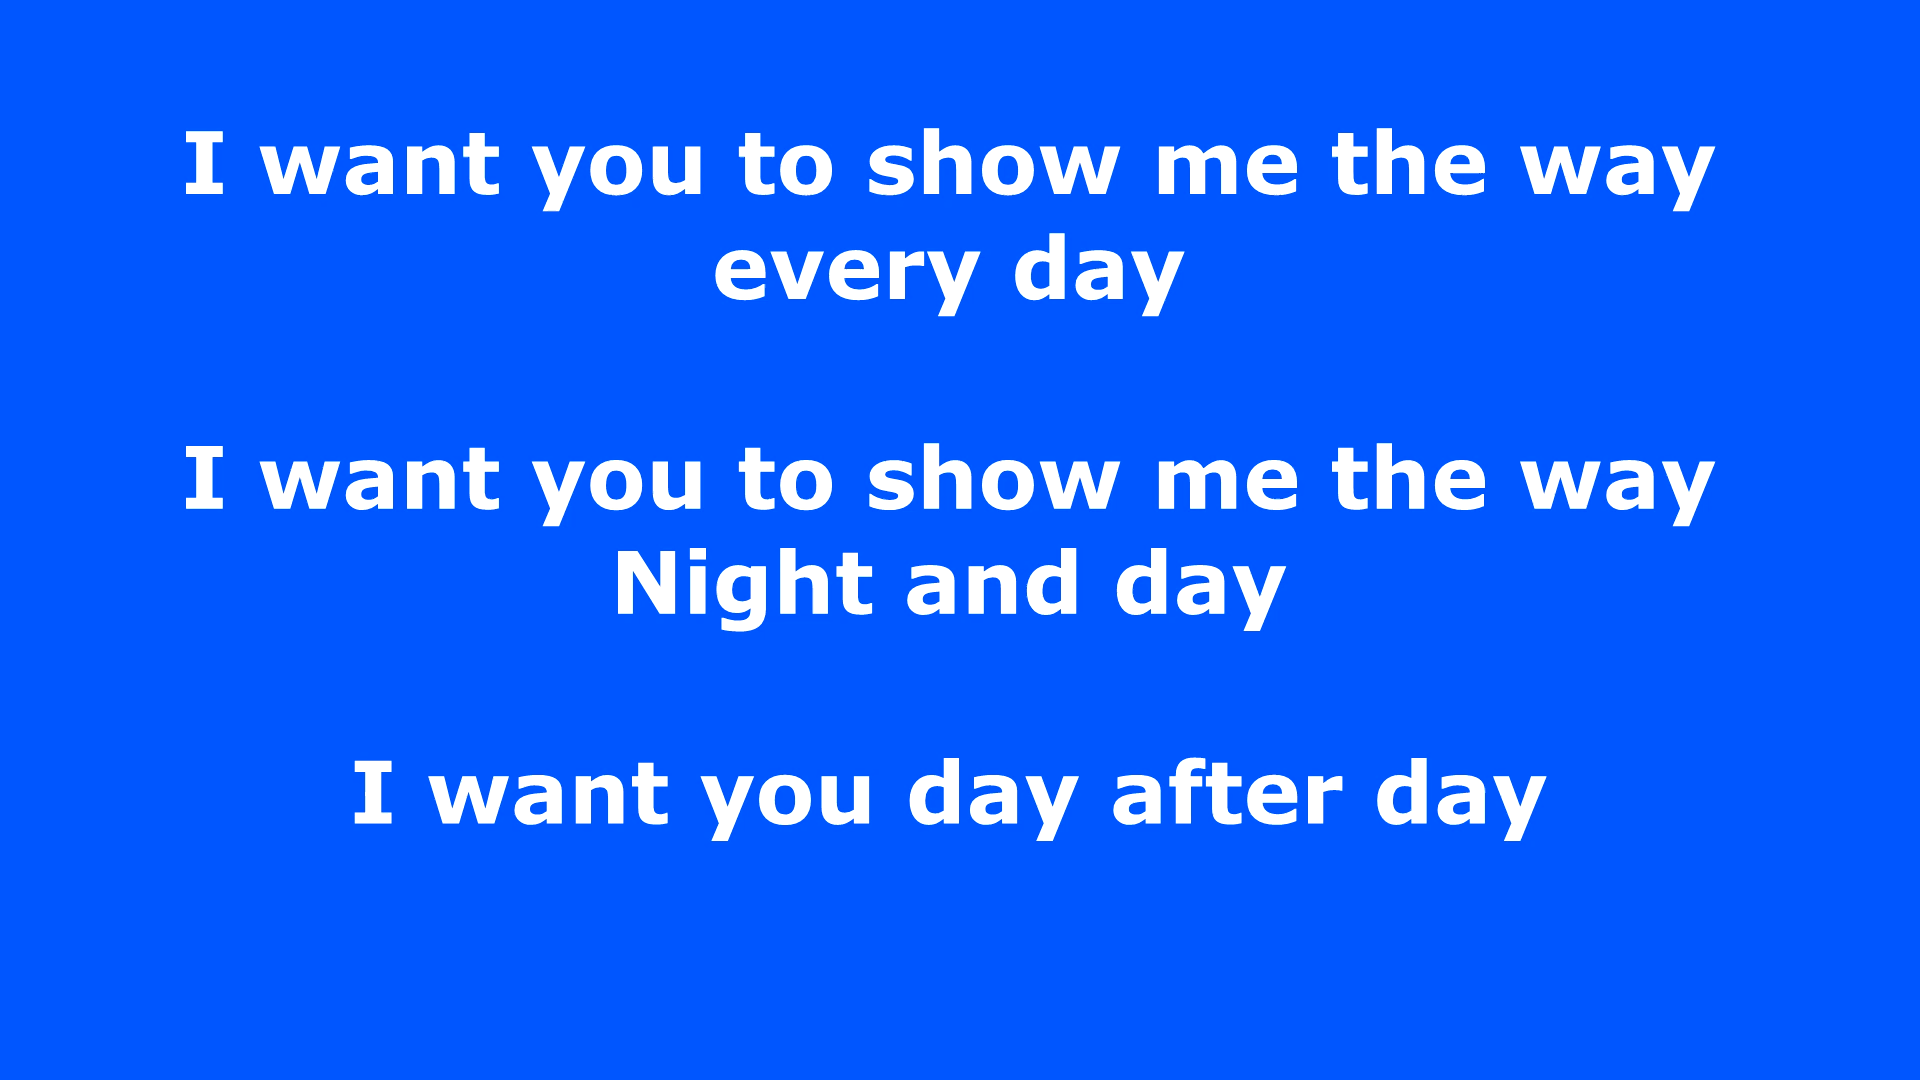 I want you to show me the way
every day
I want you to show me the way
Night and day
I want you day after day